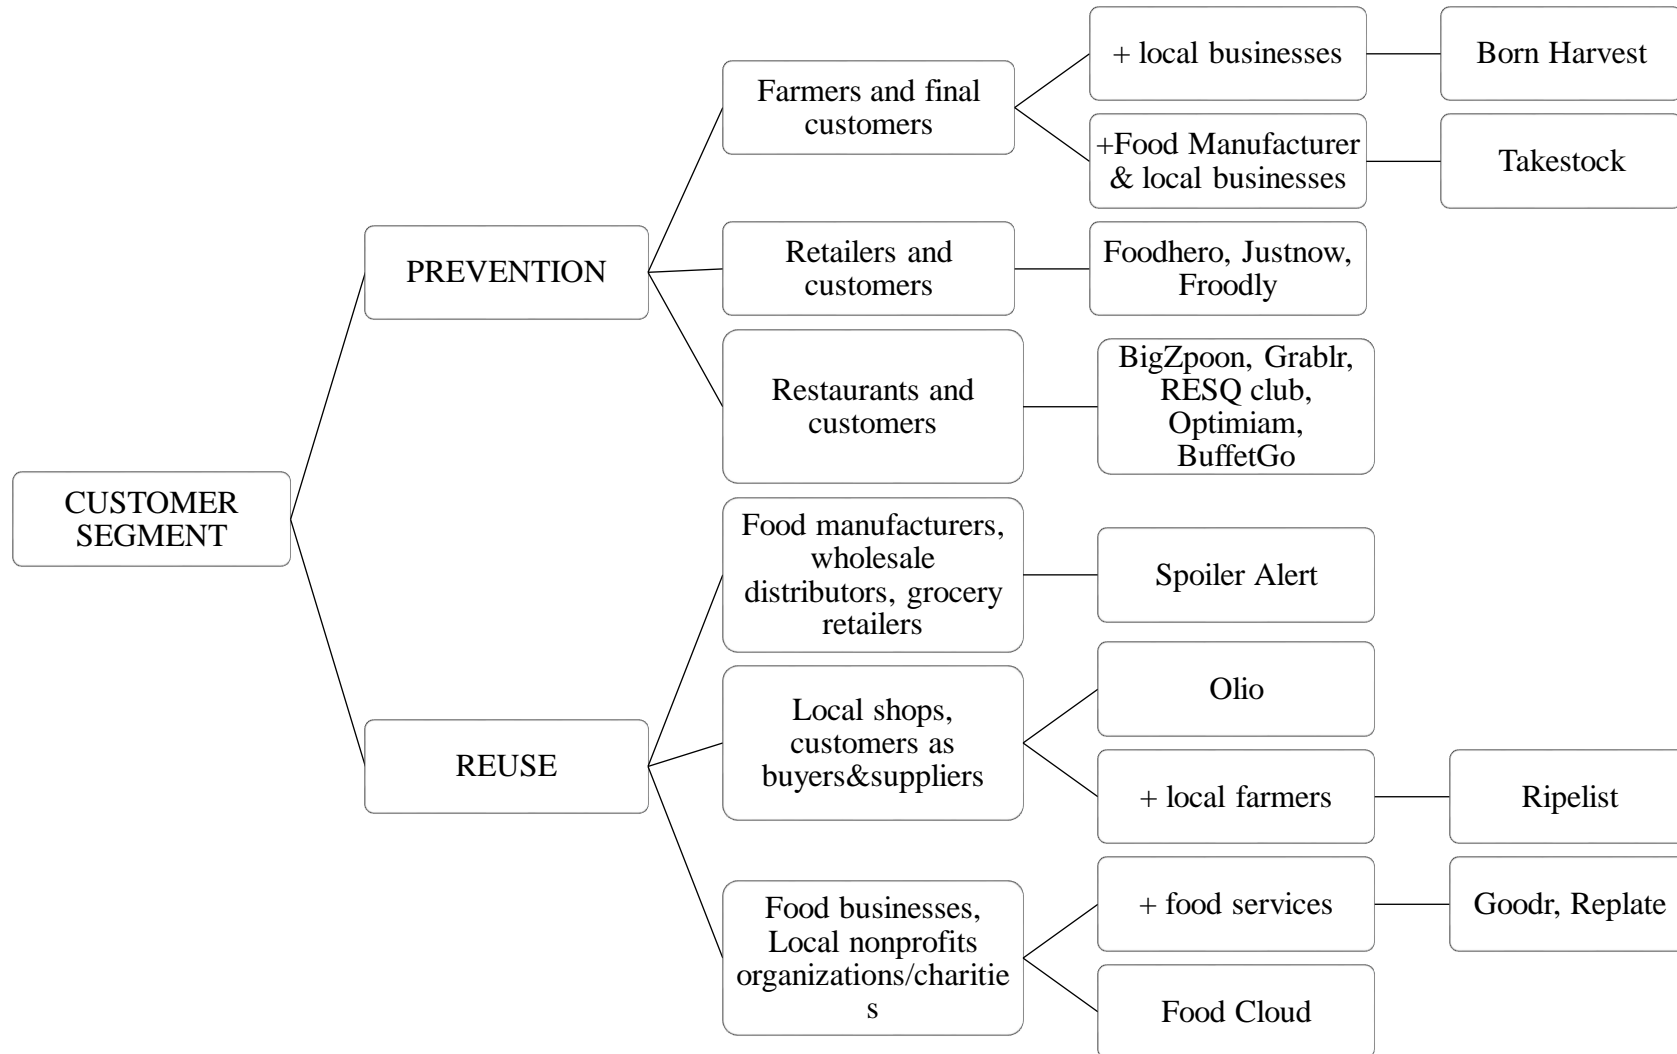 CUSTOMER
SEGMENT
PREVENTION
Farmers and final
customers
+ local businesses
Born Harvest
+Food Manufacturer
& local businesses
Takestock
Retailers and
customers
Foodhero, Justnow,
Froodly
Restaurants and
customers
BigZpoon, Grablr,
RESQ club,
Optimiam,
BuffetGo
REUSE
Food manufacturers,
wholesale
distributors, grocery
retailers
Spoiler Alert
Local shops,
customers as
buyers&suppliers
Olio
+ local farmers
Ripelist
Food businesses,
Local nonprofits
organizations/charitie
s
+ food services
Goodr, Replate
Food Cloud